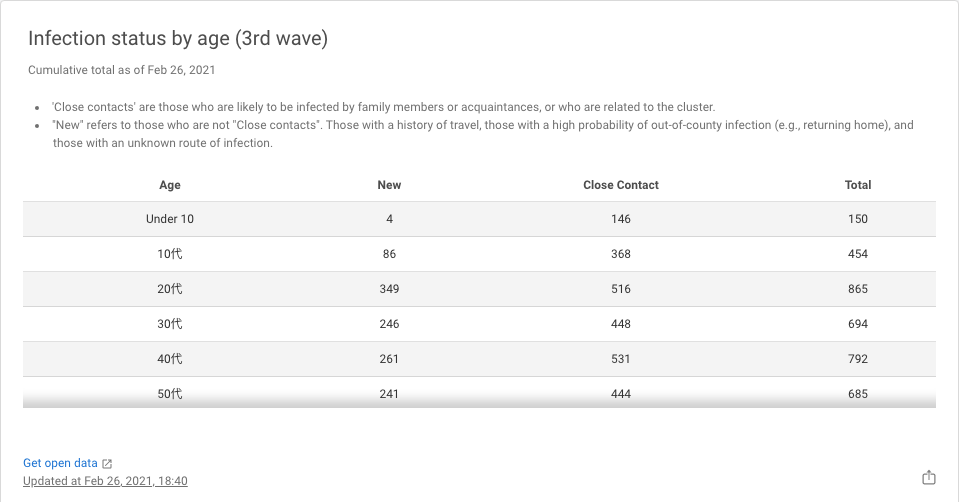 Infection status by age (3rd wave)
Cumulative total as of Feb 26, 2021
• 'Close contacts' are those who are likely to be infected by family members or acquaintances, or who are related to the cluster.
• "New" refers to those who are not "Close contacts". Those with a history of travel, those with a high probability of out-of-county infection (e.g., returning home), and
those with an unknown route of infection.
Age New Close Contact Total
Under 10 4 146 150
10代 86 368 454
20代 349 516 865
30代 246 448 694
40代 261 531 792
50代 241 444 685
Get open data
Updated at Feb 26, 2021, 18:40